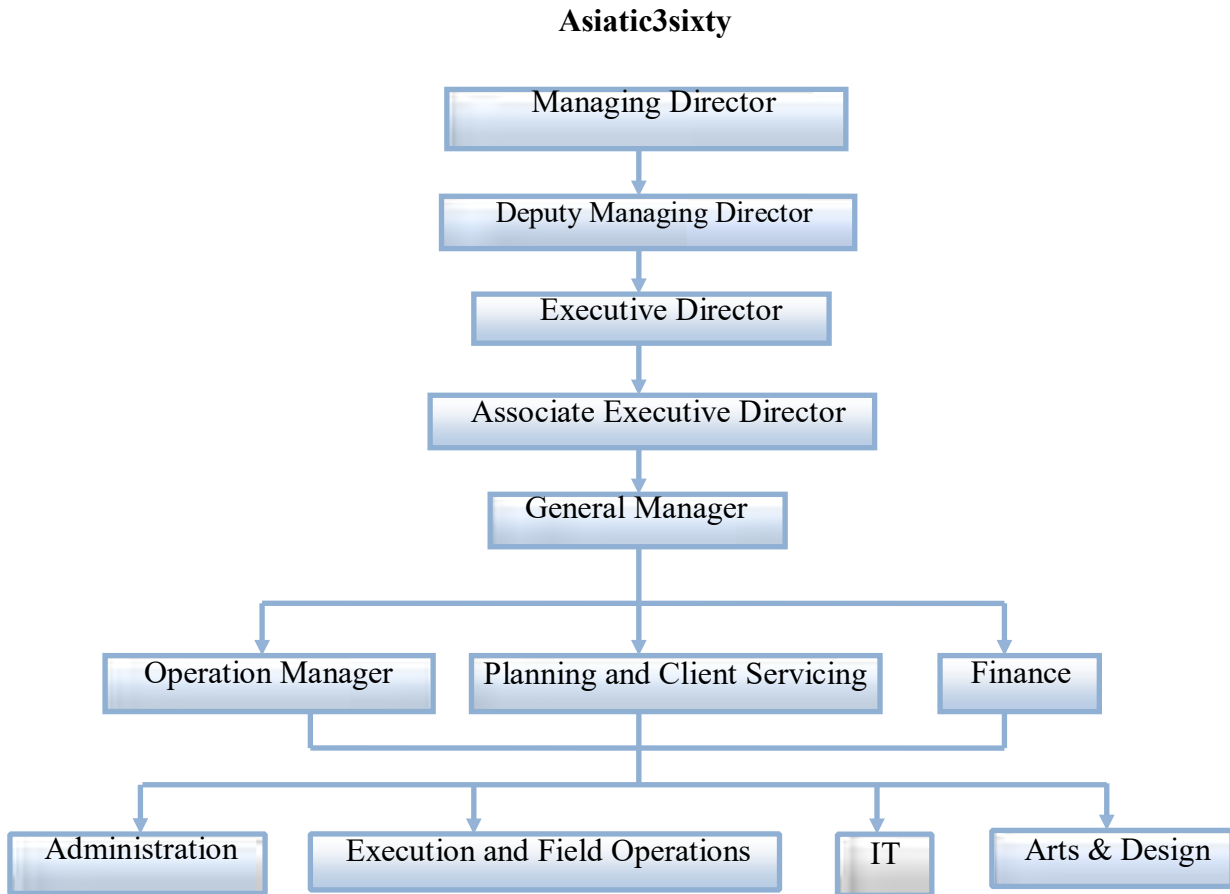 Asiatic3sixty
Managing Director
Deputy Managing Director
Executive Director
Associate Executive Director
General Manager
Operation Manager
Planning and Client Servicing
Finance
Administration
Execution and Field Operations
IT
Arts & Design